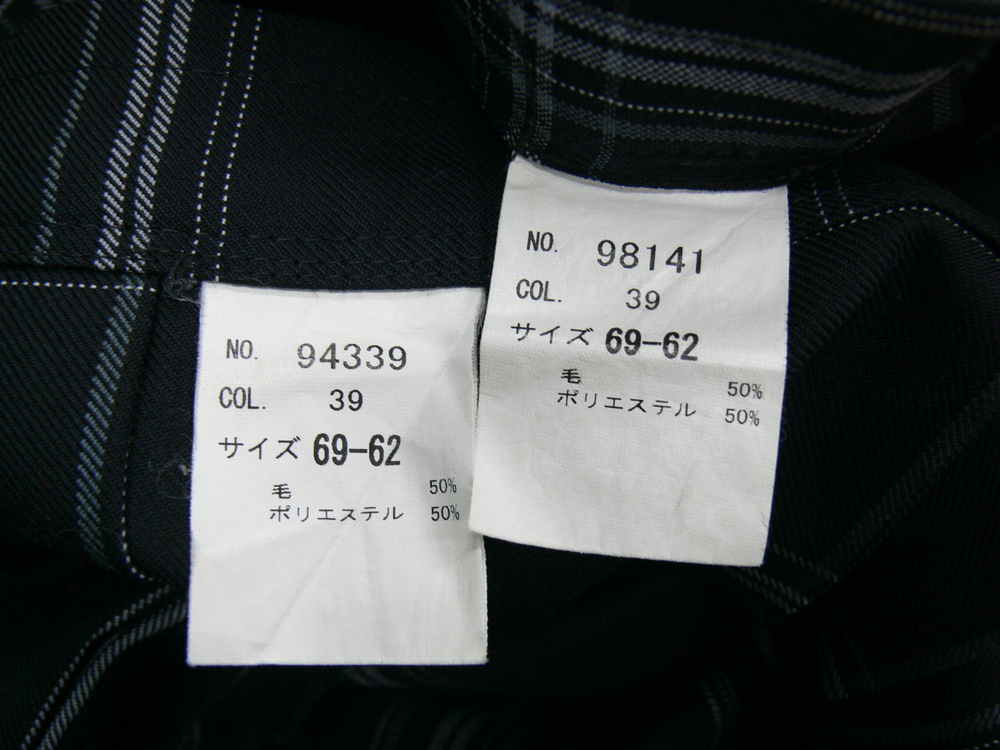 NO. 94339
COL. 39
サイズ 69-62
毛 50%
ポリエステル 50%
NO. 98141
COL. 39
サイズ 69-62
毛 50%
ポリエステル 50%